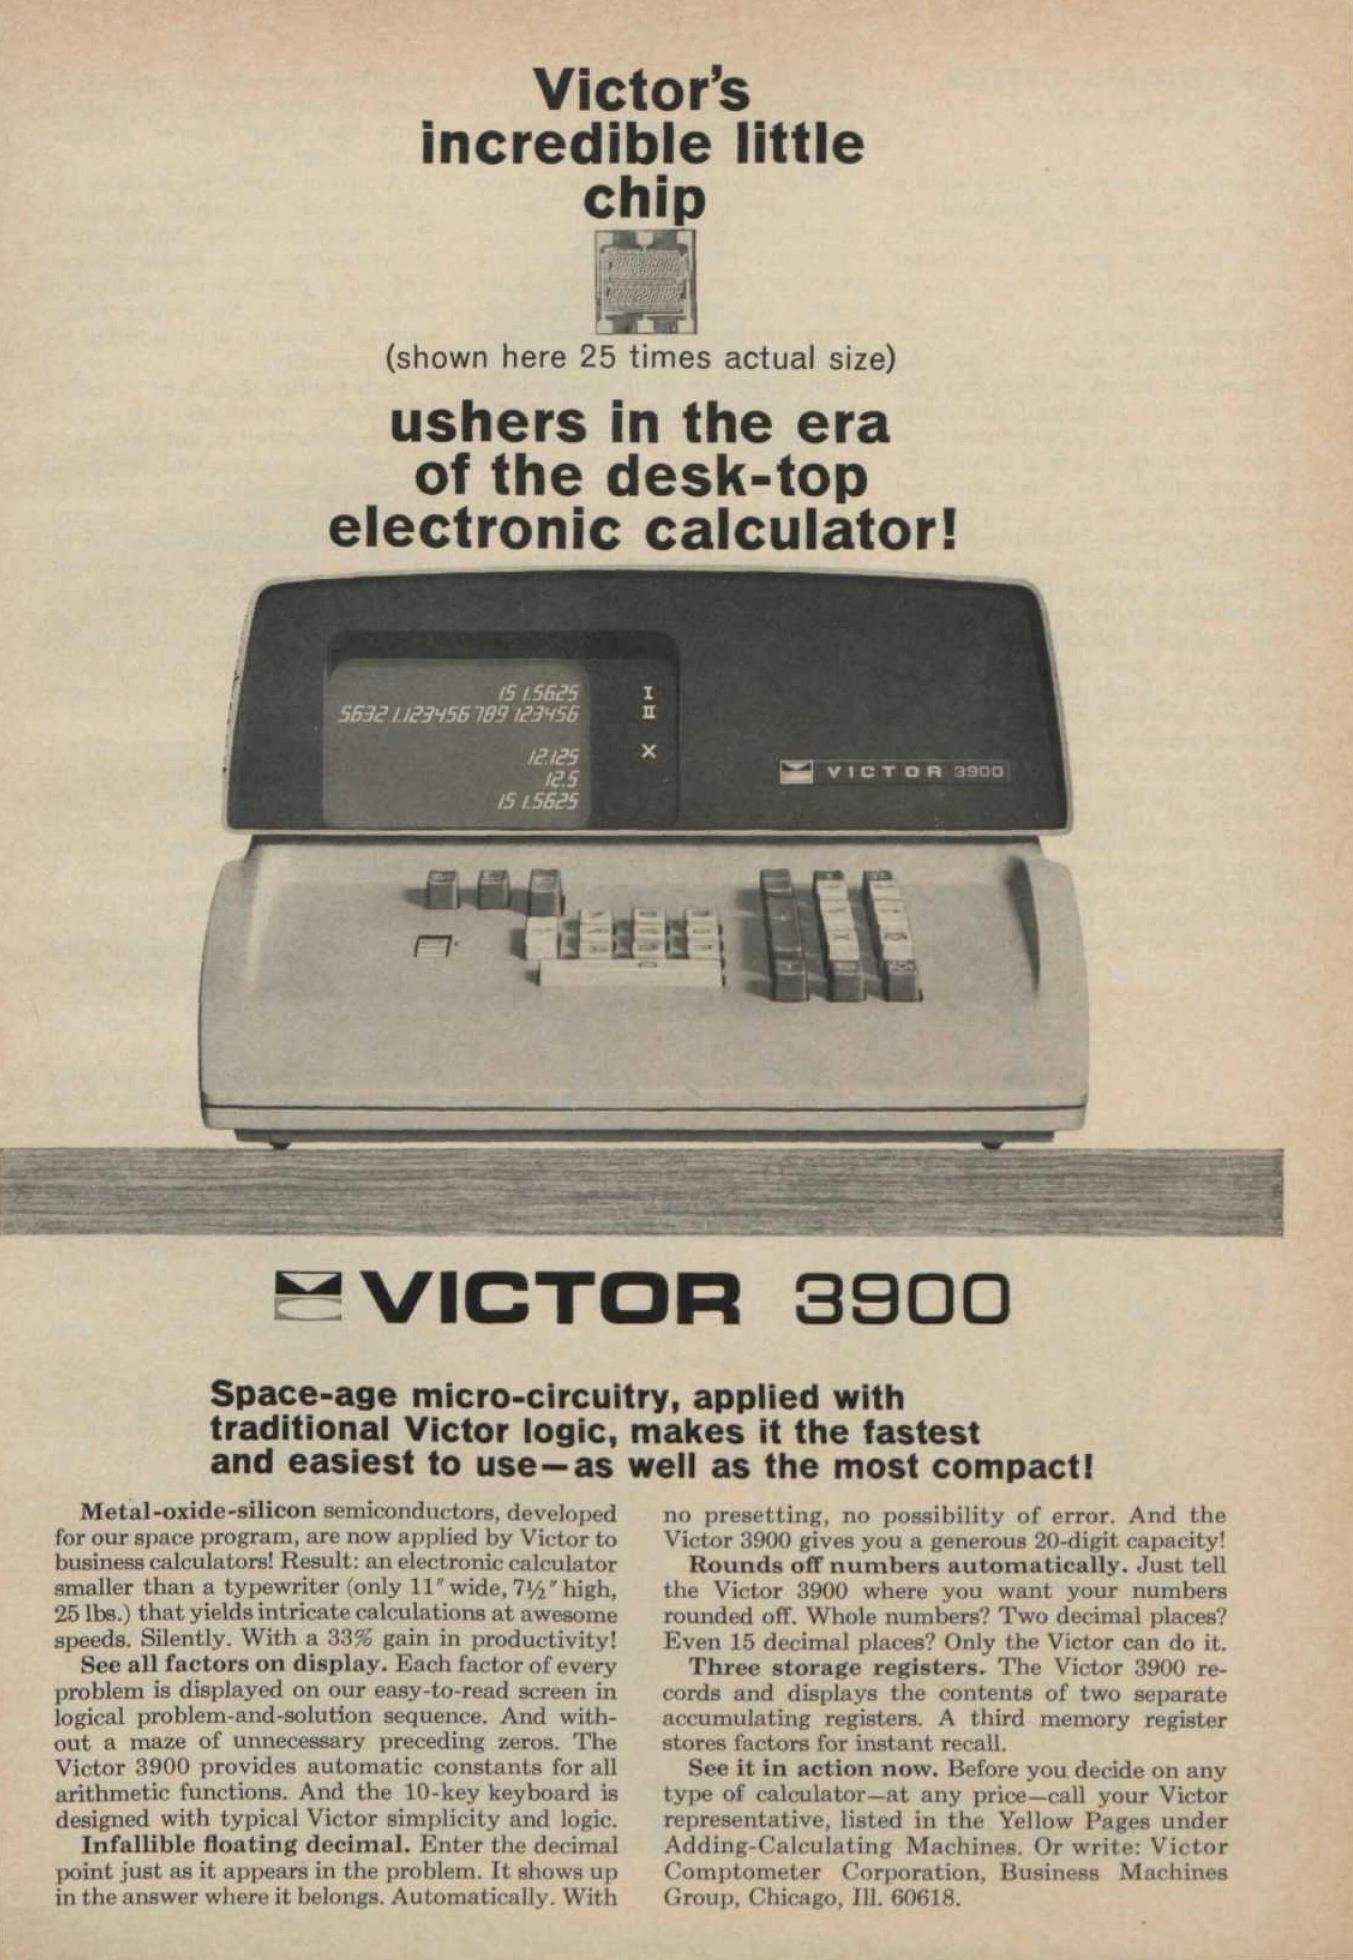 Victor's
incredible little
chip
(shown here 25 times actual size)
ushers in the era
of the desk-top
electronic calculator!
151.5625 I
56321.123456789123456 II
12.125 X
12.5
151.5625
VICTOR 3900
VICTOR 3900
Space-age micro-circuitry, applied with
traditional Victor logic, makes it the fastest
and easiest to use—as well as the most compact!
Metal-oxide-silicon semiconductors, developed
for our space program, are now applied by Victor to
business calculators! Result: an electronic calculator
smaller than a typewriter (only 11" wide, 7½" high,
25 lbs.) that yields intricate calculations at awesome
speeds. Silently. With a 33% gain in productivity!
See all factors on display. Each factor of every
problem is displayed on our easy-to-read screen in
logical problem-and-solution sequence. And with-
out a maze of unnecessary preceding zeros. The
Victor 3900 provides automatic constants for all
arithmetic functions. And the 10-key keyboard is
designed with typical Victor simplicity and logic.
Infallible floating decimal. Enter the decimal
point just as it appears in the problem. It shows up
in the answer where it belongs. Automatically. With
no presetting, no possibility of error. And the
Victor 3900 gives you a generous 20-digit capacity!
Rounds off numbers automatically. Just tell
the Victor 3900 where you want your numbers
rounded off. Whole numbers? Two decimal places?
Even 15 decimal places? Only the Victor can do it.
Three storage registers. The Victor 3900 re-
cords and displays the contents of two separate
accumulating registers. A third memory register
stores factors for instant recall.
See it in action now. Before you decide on any
type of calculator—at any price—call your Victor
representative, listed in the Yellow Pages under
Adding-Calculating Machines. Or write: Victor
Comptometer Corporation, Business Machines
Group, Chicago, Ill. 60618.